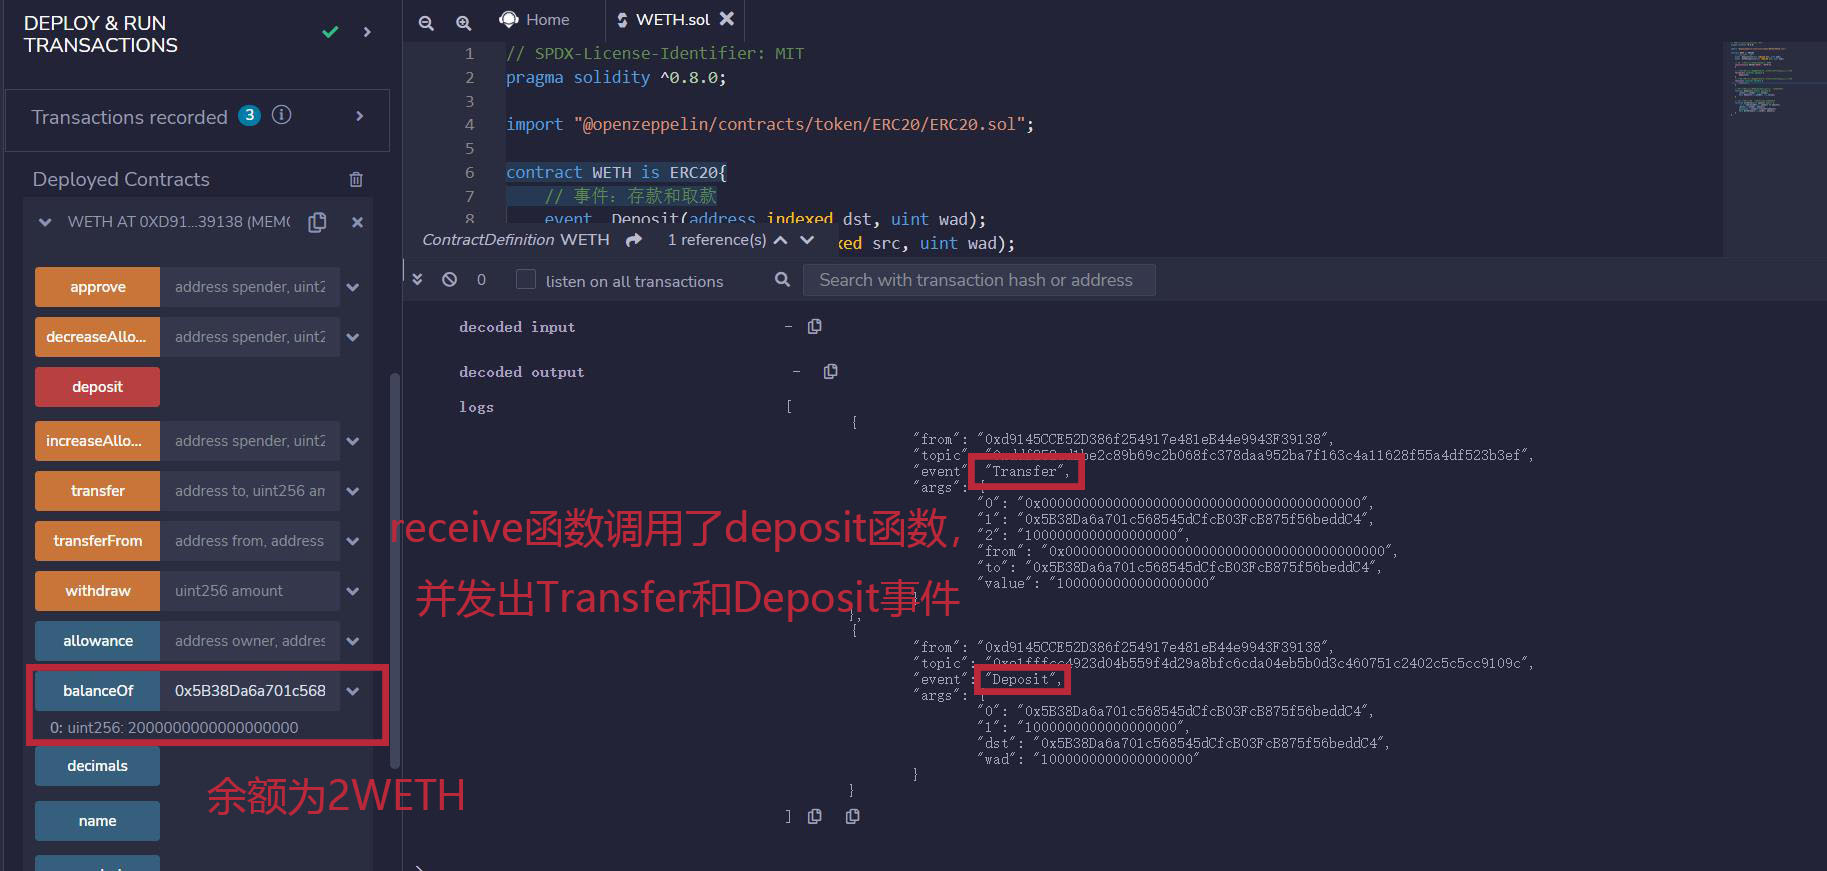 DEPLOY & RUN
TRANSACTIONS
Transactions recorded 3
Deployed Contracts
WETH AT 0XD91...39138 (MEMO
approve address spender, uint2
decreaseAllo... address spender, uint2
deposit
increaseAllo... address spender, uint2
transfer address to, uint256 am
transferFrom address from, address
withdraw uint256 amount
allowance address owner, addres
balanceOf 0x5B38Da6a701c568
0: uint256: 2000000000000000000
decimals
余额为2WETH
name
Home WETH.sol
1 // SPDX-License-Identifier: MIT
2 pragma solidity ^0.8.0;
3
4 import "@openzeppelin/contracts/token/ERC20/ERC20.sol";
5
6 contract WETH is ERC20{
7 // 事件：存款和取款
8 event Deposit(address indexed dst, uint wad);
ContractDefinition WETH 1 reference(s) xed src, uint wad);
0 listen on all transactions Search with transaction hash or address
decoded input -
decoded output -
logs [
{
"from": "0xd9145CCE52D386f254917e481eB44e9943F39138",
"topic": 
"event": "Transfer",
"args": {
"0": "0x0000000000000000000000000000000000000000",
"1": "0x5B38Da6a701c568545dCfcB03FcB875f56beddC4",
"2": "1000000000000000000",
"from": "0x0000000000000000000000000000000000000000",
"to": "0x5B38Da6a701c568545dCfcB03FcB875f56beddC4",
"value": "1000000000000000000"
}
},
receive函数调用了deposit函数，
并发出Transfer和Deposit事件
{
"from": "0xd9145CCE52D386f254917e481eB44e9943F39138",
"topic": 
"event": "Deposit",
"args": {
"0": "0x5B38Da6a701c568545dCfcB03FcB875f56beddC4",
"1": "1000000000000000000",
"dst": "0x5B38Da6a701c568545dCfcB03FcB875f56beddC4",
"wad": "1000000000000000000"
}
}
]